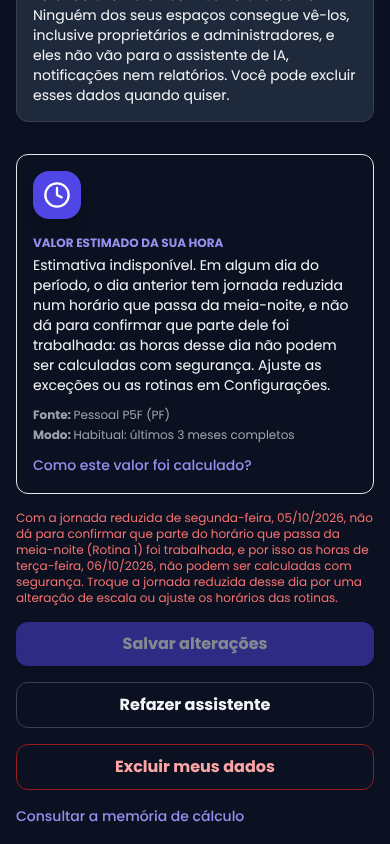 Ninguém dos seus espaços consegue vê-los,
inclusive proprietários e administradores, e
eles não vão para o assistente de IA,
notificações nem relatórios. Você pode excluir
esses dados quando quiser.
VALOR ESTIMADO DA SUA HORA
Estimativa indisponível. Em algum dia do
período, o dia anterior tem jornada reduzida
num horário que passa da meia-noite, e não
dá para confirmar que parte dele foi
trabalhada: as horas desse dia não podem
ser calculadas com segurança. Ajuste as
exceções ou as rotinas em Configurações.
Fonte: Pessoal P5F (PF)
Modo: Habitual: últimos 3 meses completos
Como este valor foi calculado?
Com a jornada reduzida de segunda-feira, 05/10/2026, não
dá para confirmar que parte do horário que passa da
meia-noite (Rotina 1) foi trabalhada, e por isso as horas de
terça-feira, 06/10/2026, não podem ser calculadas com
segurança. Troque a jornada reduzida desse dia por uma
alteração de escala ou ajuste os horários das rotinas.
Salvar alterações
Refazer assistente
Excluir meus dados
Consultar a memória de cálculo